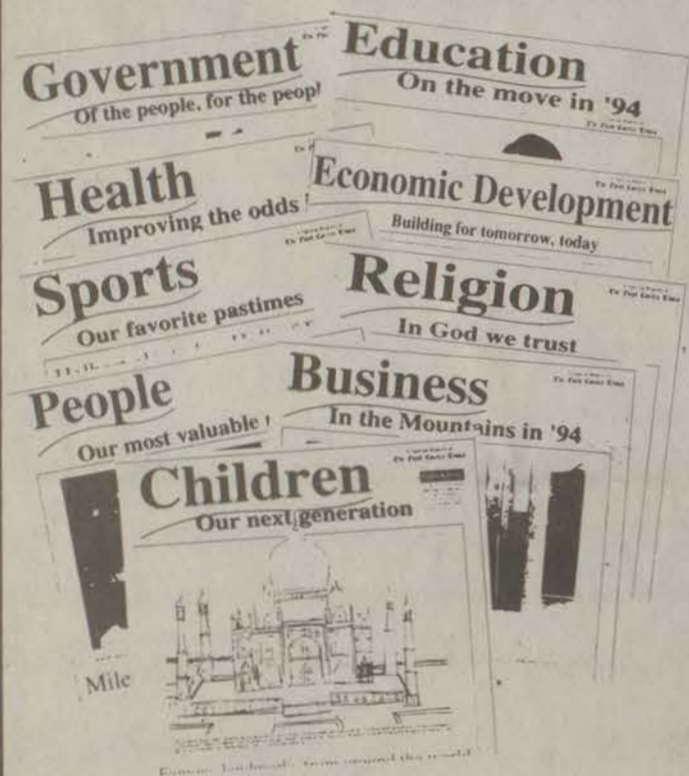 Government
Of the people, for the peopl
Education
On the move in '94
Health
Improving the odds
Economic Development
Building for tomorrow, today
Sports
Our favorite pastimes
Religion
In God we trust
People
Our most valuable
Business
In the Mountains in '94
Children
Our next generation
Mile